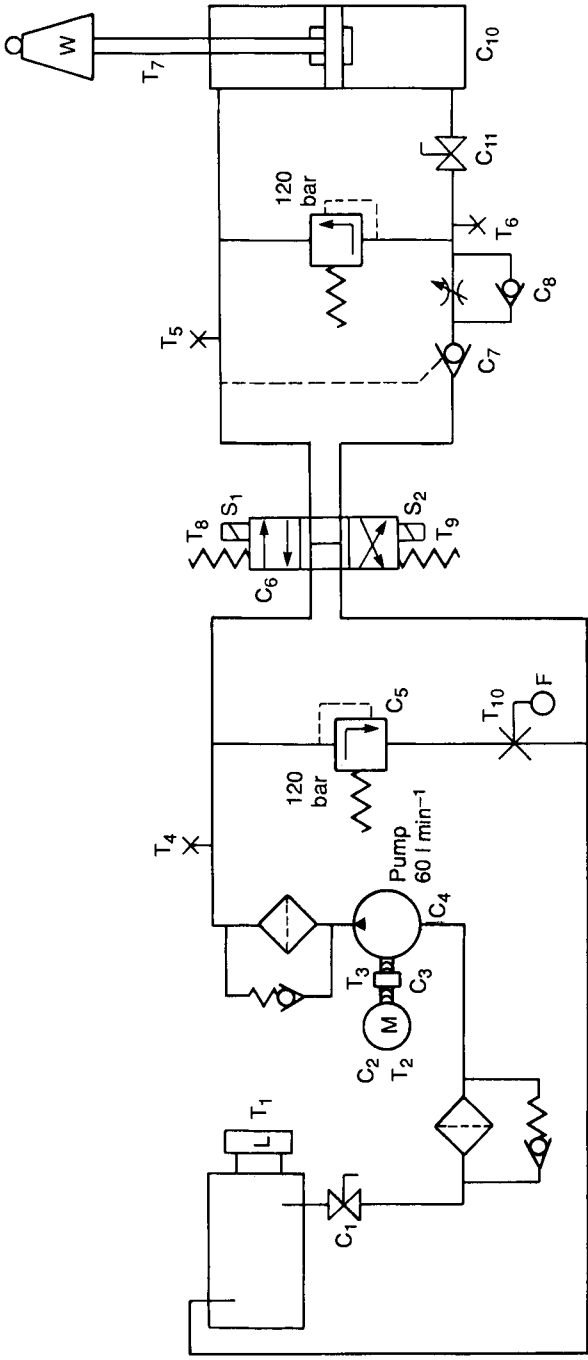 L
T₁
C₁
C₂
M
T₂
T₃
C₃
Pump
60 l min⁻¹
C₄
T₄
120
bar
C₅
T₁₀
F
T₈
S₁
C₆
S₂
T₉
T₅
120
bar
C₇
C₈
T₆
C₁₁
T₇
W
C₁₀